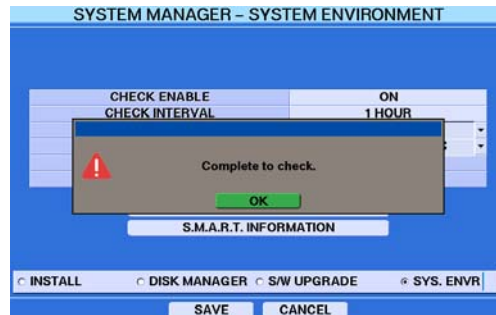 SYSTEM MANAGER – SYSTEM ENVIRONMENT
CHECK ENABLE ON
CHECK INTERVAL 1 HOUR
Complete to check.
OK
S.M.A.R.T. INFORMATION
INSTALL DISK MANAGER S/W UPGRADE SYS. ENVR
SAVE CANCEL